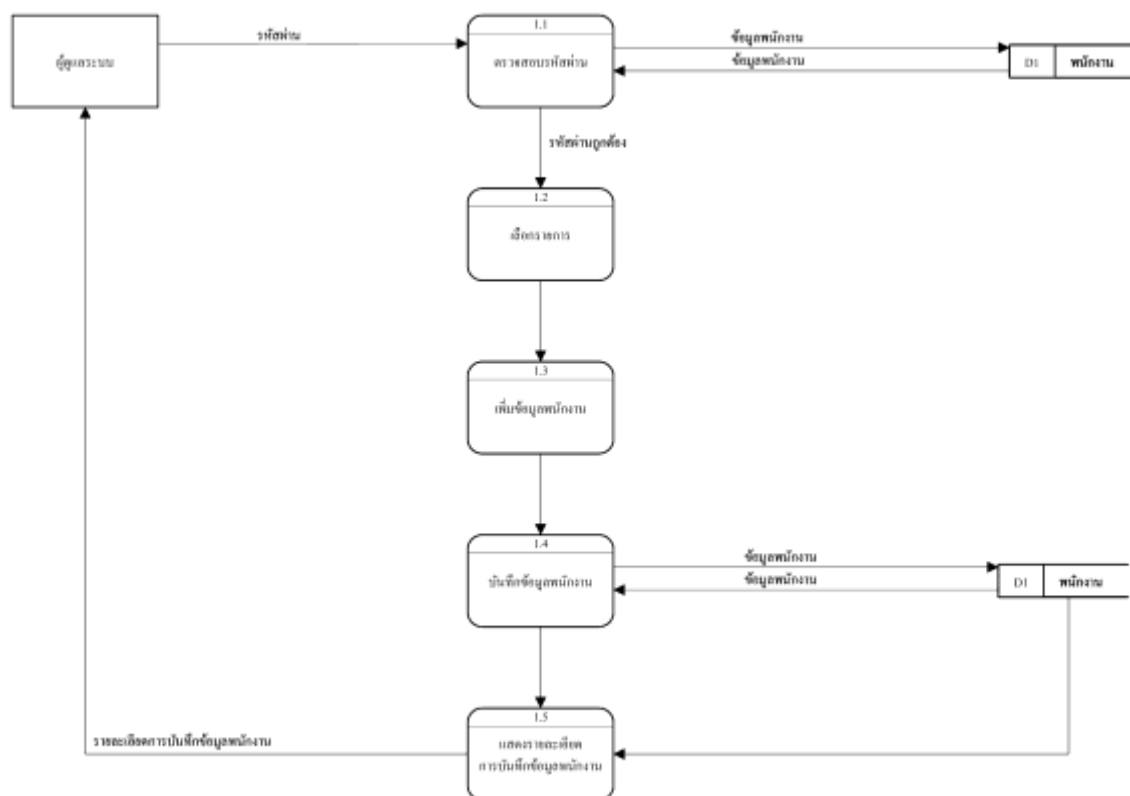 1.1
รหัสผ่าน
ข้อมูลพนักงาน
ผู้ดูแลระบบ
ตรวจสอบรหัสผ่าน
ข้อมูลพนักงาน
D1 พนักงาน
รหัสผ่านถูกต้อง
1.2
เลือกรายการ
1.3
เพิ่มข้อมูลพนักงาน
1.4
ข้อมูลพนักงาน
บันทึกข้อมูลพนักงาน
ข้อมูลพนักงาน
D1 พนักงาน
1.5
รายละเอียดการบันทึกข้อมูลพนักงาน
แสดงรายละเอียด
การบันทึกข้อมูลพนักงาน